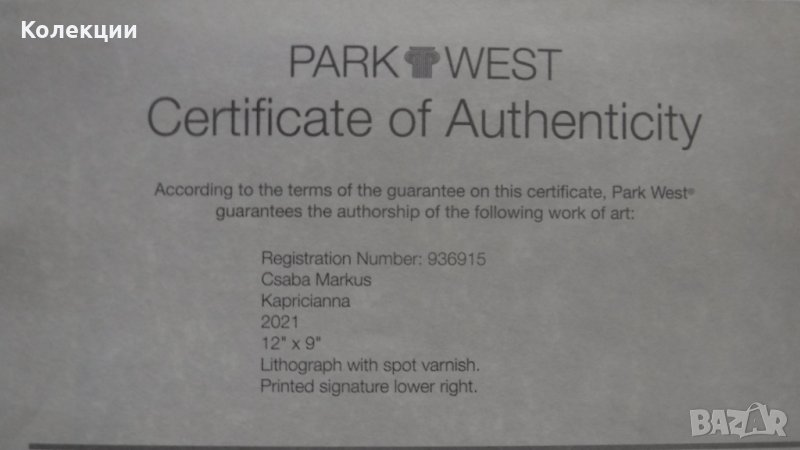 Колекции
PARK WEST
Certificate of Authenticity
According to the terms of the guarantee on this certificate, Park West®
guarantees the authorship of the following work of art:
Registration Number: 936915
Csaba Markus
Kapricianna
2021
12" x 9"
Lithograph with spot varnish.
Printed signature lower right.
BAZAR